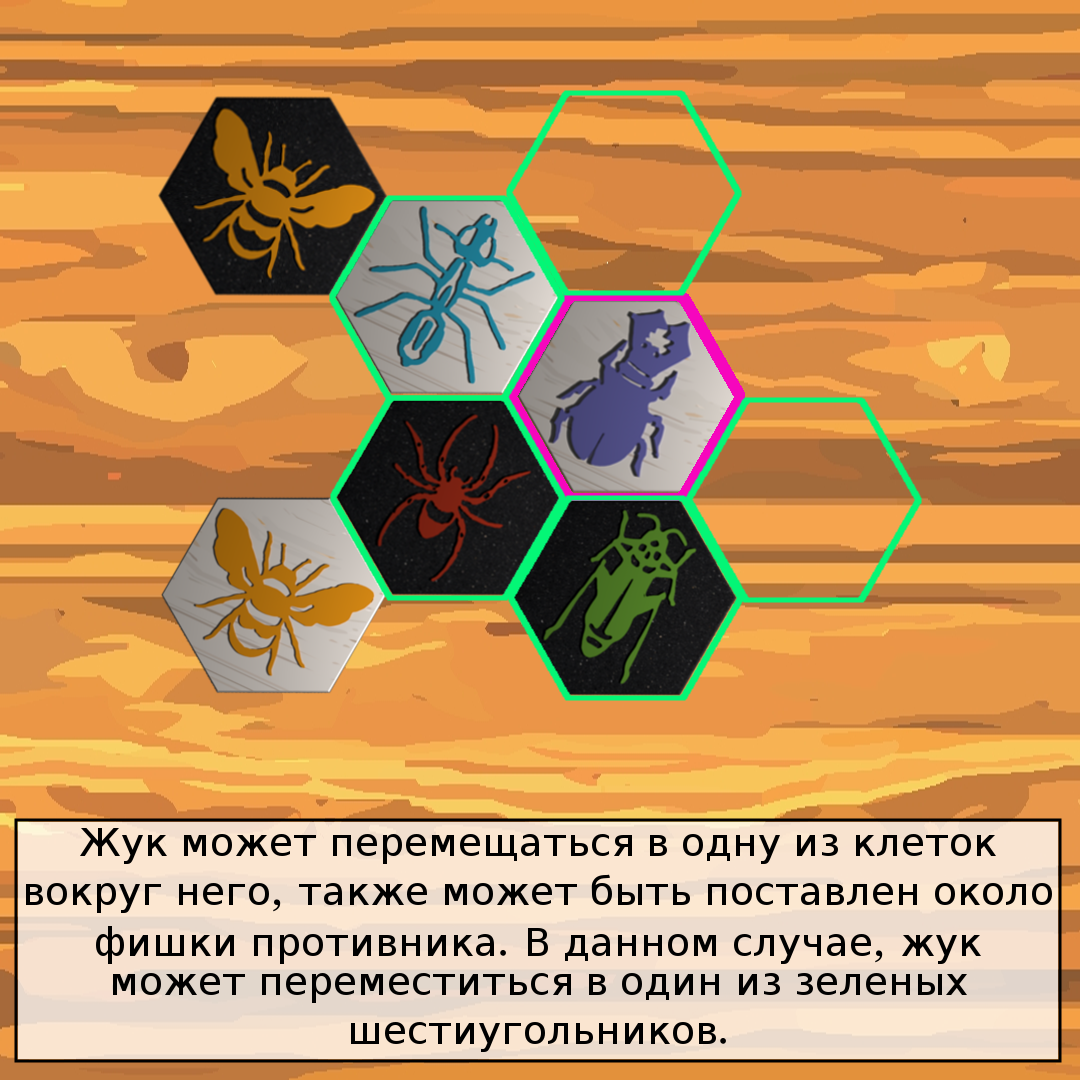 Жук может перемещаться в одну из клеток
вокруг него, также может быть поставлен около
фишки противника. В данном случае, жук
может переместиться в один из зеленых
шестиугольников.